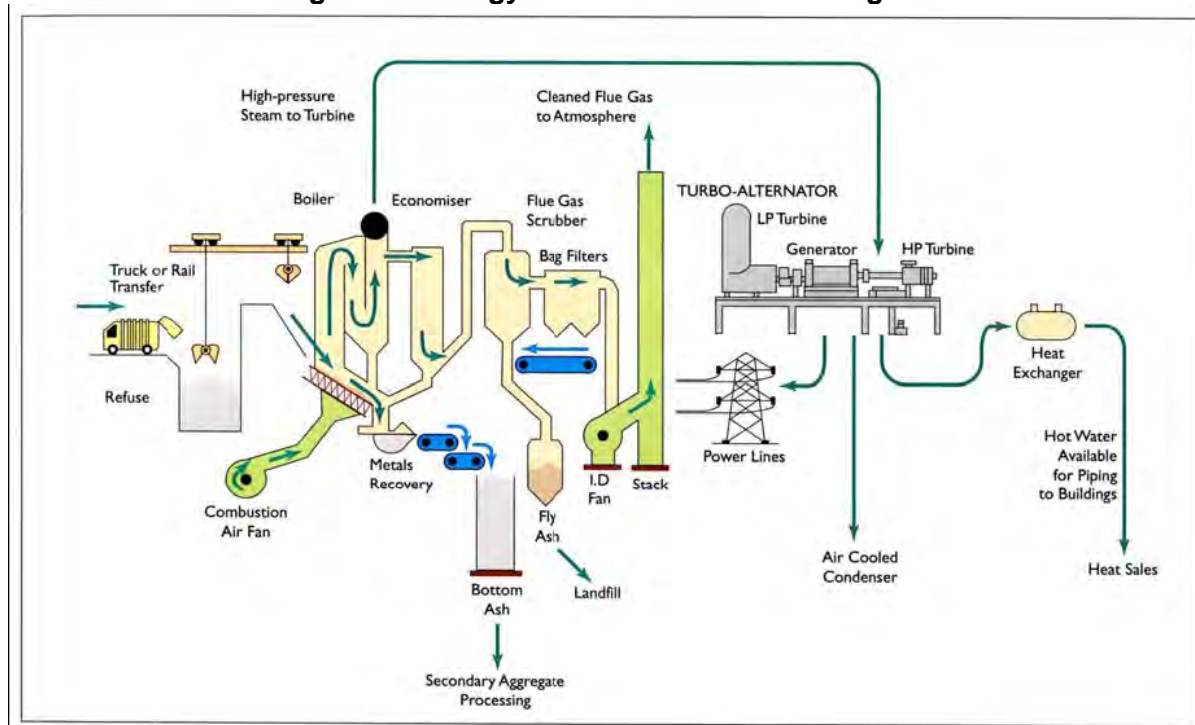 High-pressure
Steam to Turbine
Cleaned Flue Gas
to Atmosphere
Boiler
Economiser
Flue Gas
Scrubber
Bag Filters
TURBO-ALTERNATOR
LP Turbine
Generator
HP Turbine
Truck or Rail
Transfer
Refuse
Heat
Exchanger
Combustion
Air Fan
Metals
Recovery
I.D
Fan
Stack
Power Lines
Hot Water
Available
for Piping
to Buildings
Fly
Ash
Bottom
Ash
Landfill
Air Cooled
Condenser
Heat Sales
Secondary Aggregate
Processing